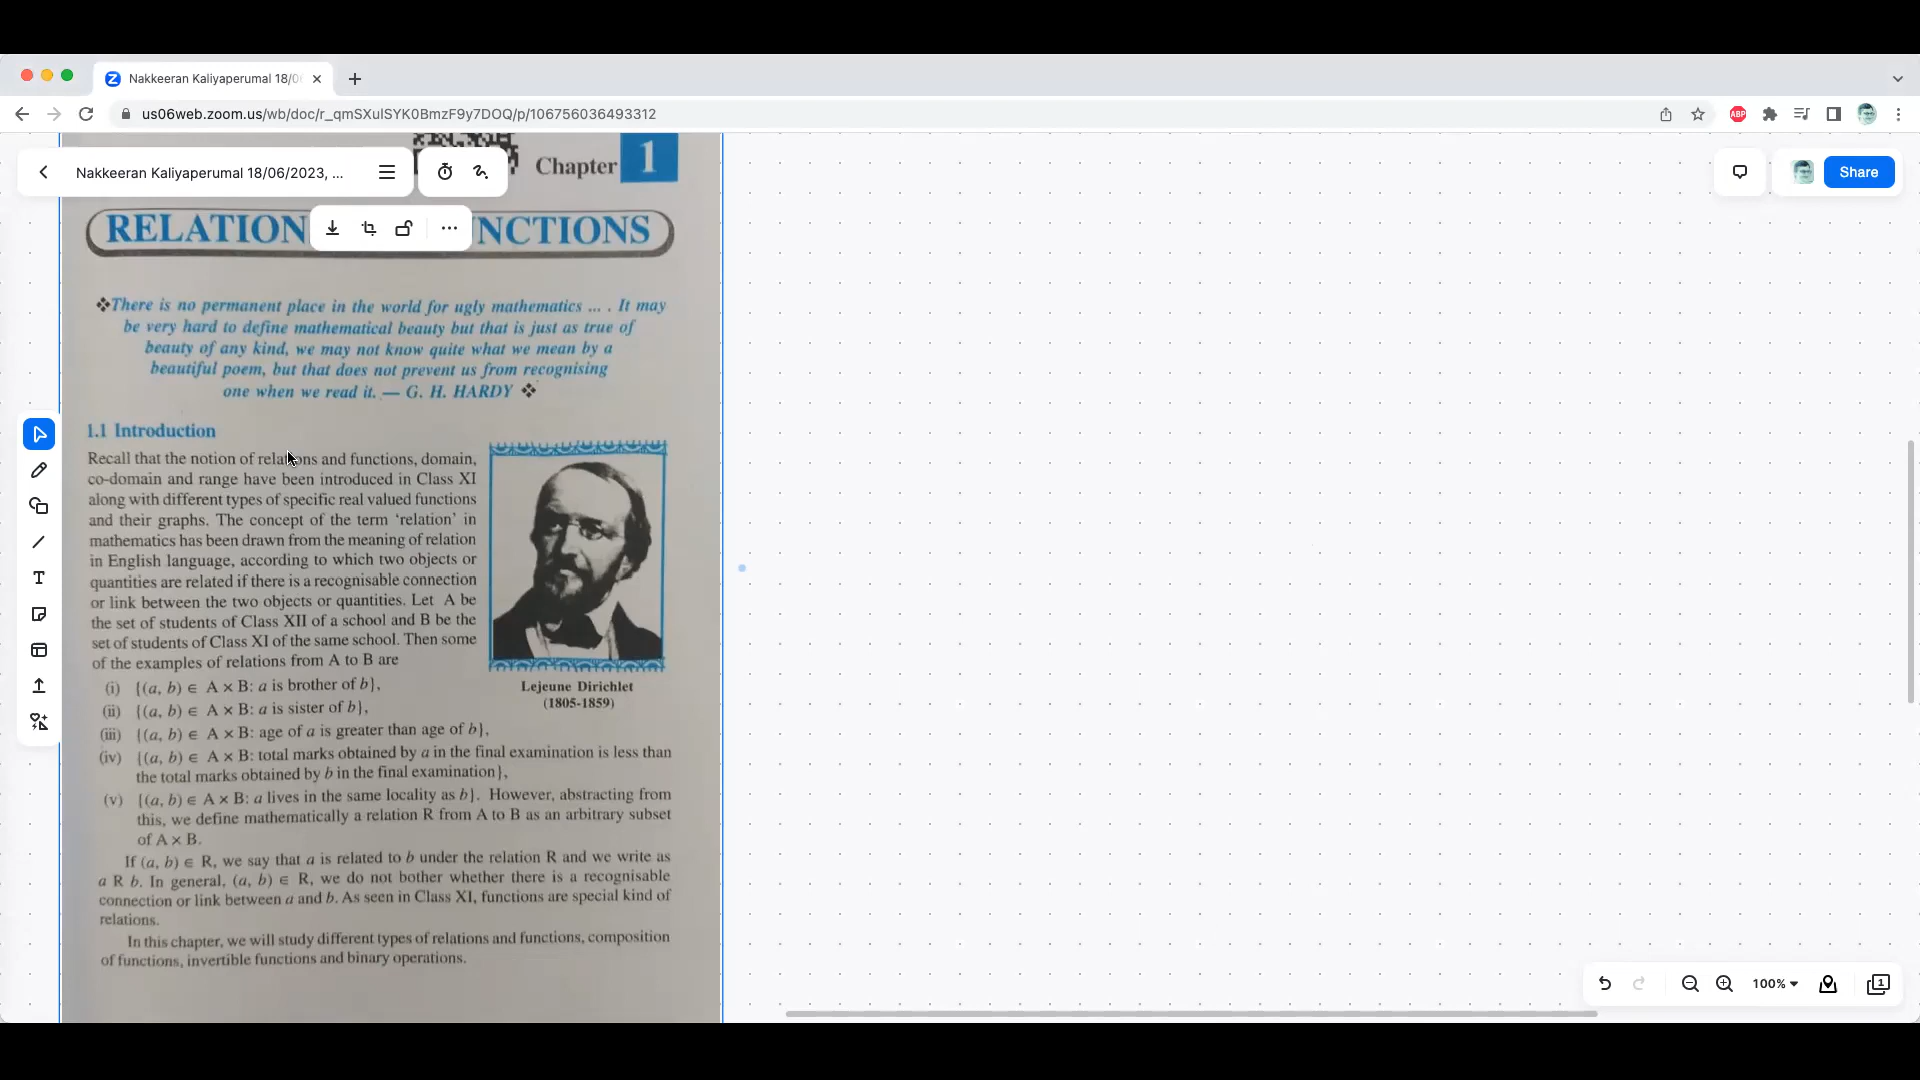 Nakkeeran Kaliyaperumal 18/06
us06web.zoom.us/wb/doc/r_qmSXulSYK0BmzF9y7DOQ/p/106756036493312
ABP
Nakkeeran Kaliyaperumal 18/06/2023, ...
Chapter 1
Share
RELATION NCTIONS
❖There is no permanent place in the world for ugly mathematics ... . It may
be very hard to define mathematical beauty but that is just as true of
beauty of any kind, we may not know quite what we mean by a
beautiful poem, but that does not prevent us from recognising
one when we read it. — G. H. HARDY ❖
1.1 Introduction
Recall that the notion of relations and functions, domain,
co-domain and range have been introduced in Class XI
along with different types of specific real valued functions
and their graphs. The concept of the term ‘relation’ in
mathematics has been drawn from the meaning of relation
in English language, according to which two objects or
quantities are related if there is a recognisable connection
or link between the two objects or quantities. Let A be
the set of students of Class XII of a school and B be the
set of students of Class XI of the same school. Then some
of the examples of relations from A to B are
Lejeune Dirichlet
(1805-1859)
(i) {(a, b) ∈ A × B: a is brother of b},
(ii) {(a, b) ∈ A × B: a is sister of b},
(iii) {(a, b) ∈ A × B: age of a is greater than age of b},
(iv) {(a, b) ∈ A × B: total marks obtained by a in the final examination is less than
the total marks obtained by b in the final examination},
(v) {(a, b) ∈ A × B: a lives in the same locality as b}. However, abstracting from
this, we define mathematically a relation R from A to B as an arbitrary subset
of A × B.
If (a, b) ∈ R, we say that a is related to b under the relation R and we write as
a R b. In general, (a, b) ∈ R, we do not bother whether there is a recognisable
connection or link between a and b. As seen in Class XI, functions are special kind of
relations.
In this chapter, we will study different types of relations and functions, composition
of functions, invertible functions and binary operations.
100%
1